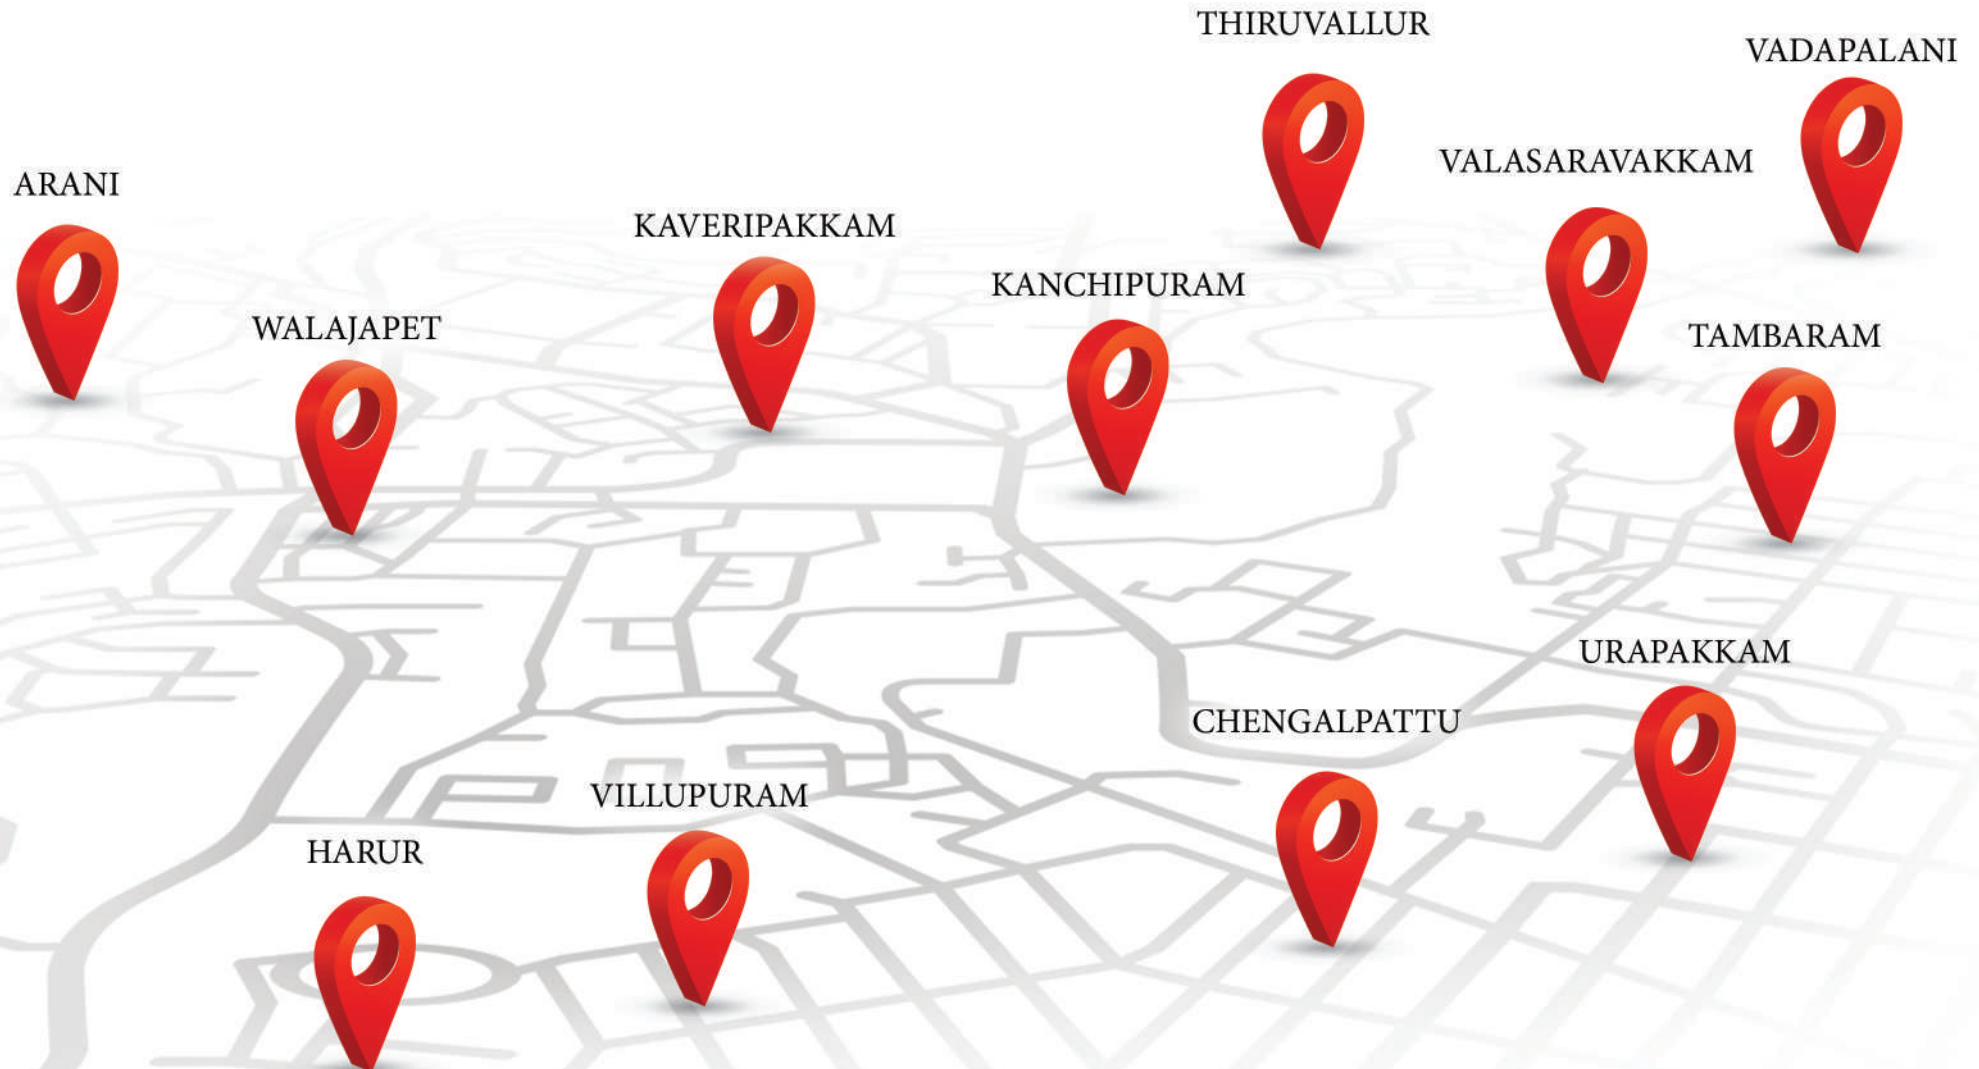 THIRUVALLUR
VADAPALANI
VALASARAVAKKAM
ARANI
KAVERIPAKKAM
KANCHIPURAM
WALAJAPET
TAMBARAM
URAPAKKAM
CHENGALPATTU
VILLUPURAM
HARUR